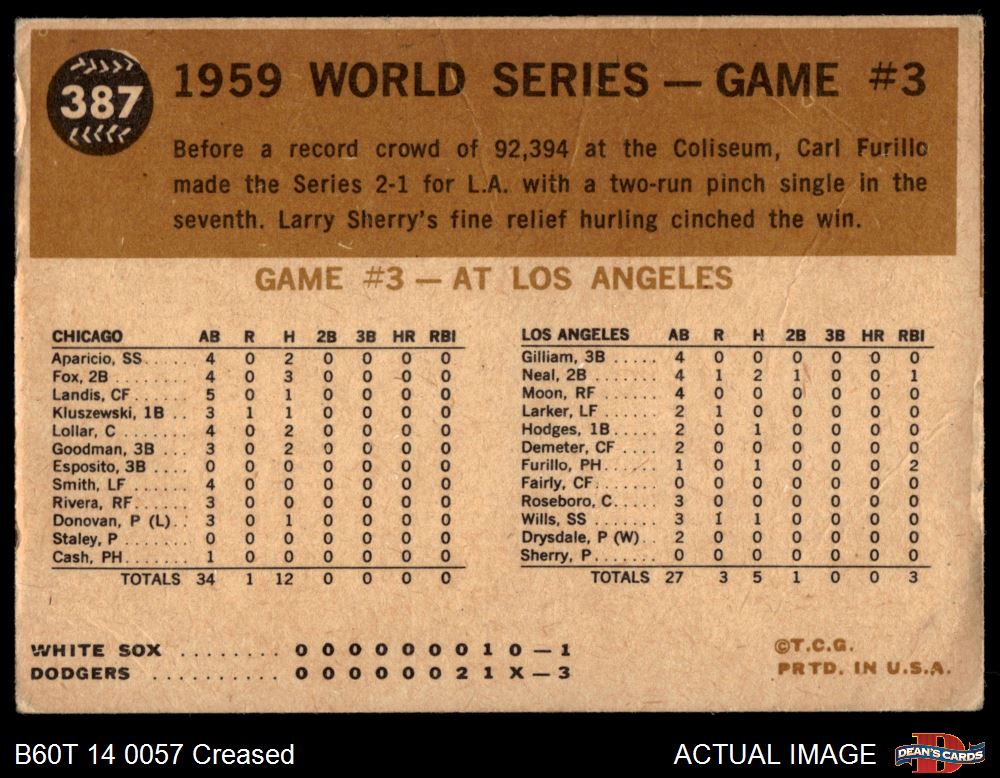 387
1959 WORLD SERIES — GAME #3
Before a record crowd of 92,394 at the Coliseum, Carl Furillo
made the Series 2-1 for L.A. with a two-run pinch single in the
seventh. Larry Sherry's fine relief hurling cinched the win.
GAME #3 — AT LOS ANGELES
CHICAGO AB R H 2B 3B HR RBI
Aparicio, SS...... 4 0 2 0 0 0 0
Fox, 2B ......... 4 0 3 0 0 0 0
Landis, CF....... 5 0 1 0 0 0 0
Kluszewski, 1B .. 3 1 1 0 0 0 0
Lollar, C ........ 4 0 2 0 0 0 0
Goodman, 3B.... 3 0 2 0 0 0 0
Esposito, 3B .... 0 0 0 0 0 0 0
Smith, LF ....... 4 0 0 0 0 0 0
Rivera, RF....... 3 0 0 0 0 0 0
Donovan, P (L).. 3 0 1 0 0 0 0
Staley, P ........ 0 0 0 0 0 0 0
Cash, PH........ 1 0 0 0 0 0 0
TOTALS 34 1 12 0 0 0 0
LOS ANGELES AB R H 2B 3B HR RBI
Gilliam, 3B ..... 4 0 0 0 0 0 0
Neal, 2B ........ 4 1 2 1 0 0 1
Moon, RF ....... 4 0 0 0 0 0 0
Larker, LF ...... 2 1 0 0 0 0 0
Hodges, 1B..... 2 0 1 0 0 0 0
Demeter, CF .... 2 0 0 0 0 0 0
Furillo, PH...... 1 0 1 0 0 0 2
Fairly, CF....... 0 0 0 0 0 0 0
Roseboro, C..... 3 0 0 0 0 0 0
Wills, SS ....... 3 1 1 0 0 0 0
Drysdale, P (W).. 2 0 0 0 0 0 0
Sherry, P........ 0 0 0 0 0 0 0
TOTALS 27 3 5 1 0 0 3
WHITE SOX ........ 0 0 0 0 0 0 0 1 0 — 1
DODGERS .......... 0 0 0 0 0 0 2 1 X — 3
©T.C.G.
PRTD. IN U.S.A.
B60T 14 0057 Creased
ACTUAL IMAGE
DEAN'S CARDS